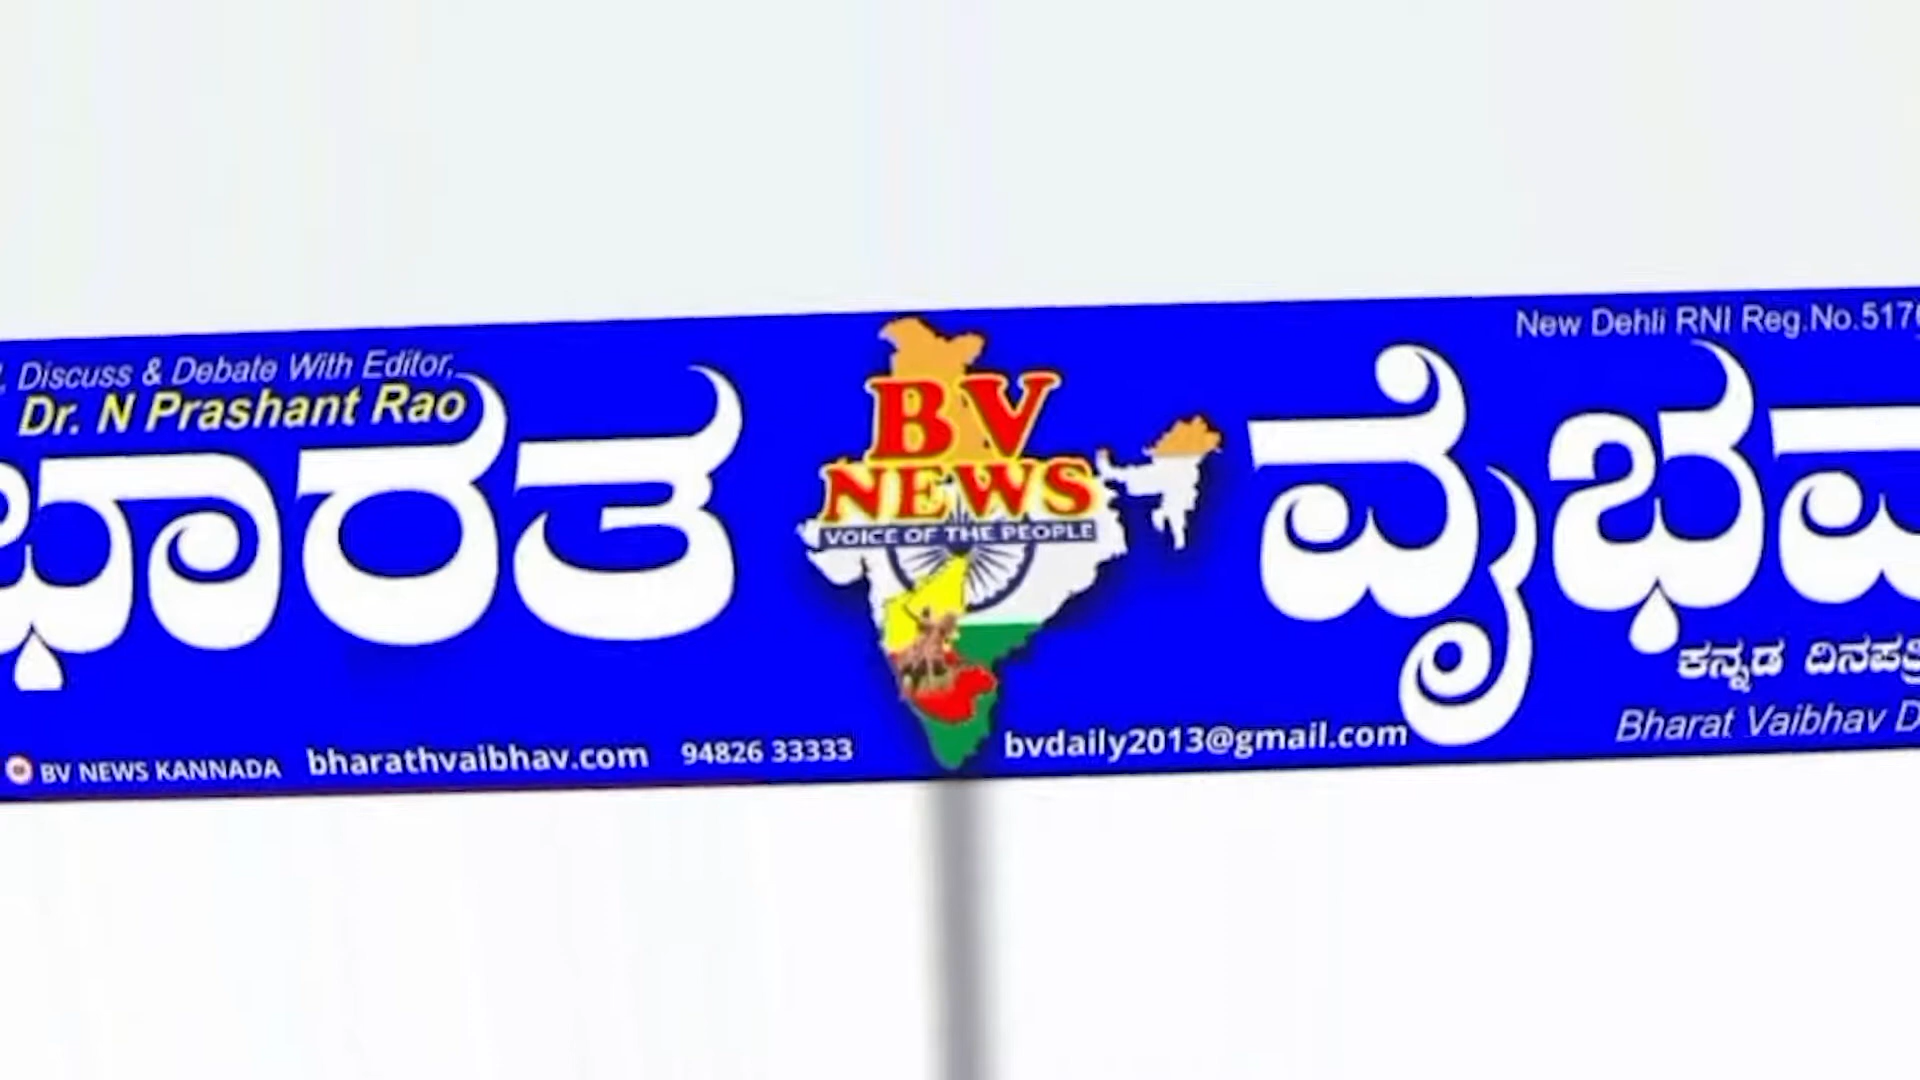 Discuss & Debate With Editor,
Dr. N Prashant Rao
ಭಾರತ
BV
NEWS
VOICE OF THE PEOPLE
New Dehli RNI Reg.No.517
ವೈಭವ
ಕನ್ನಡ ದಿನಪತ್ರಿ
Bharat Vaibhav D
BV NEWS KANNADA bharathvaibhav.com 94826 33333 bvdaily2013@gmail.com